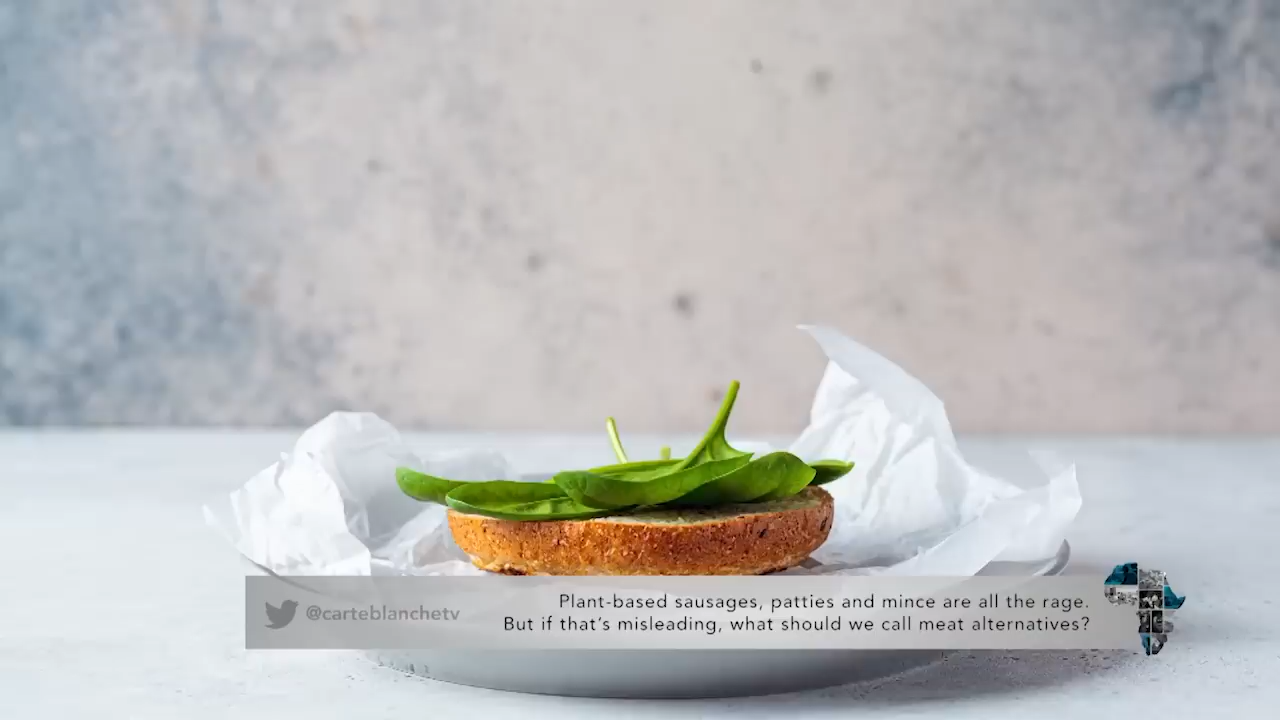 @carteblanchetv
Plant-based sausages, patties and mince are all the rage.
But if that's misleading, what should we call meat alternatives?